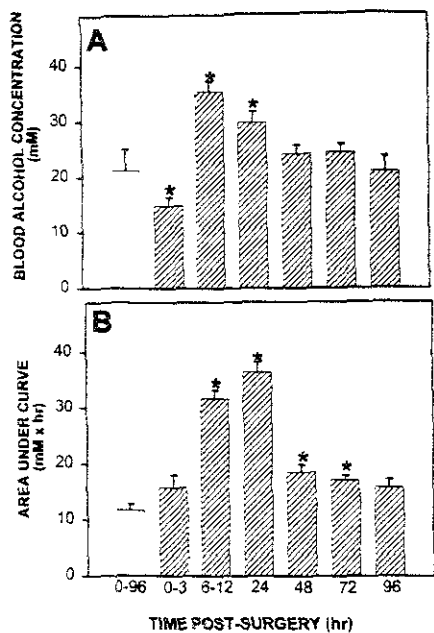 A
BLOOD ALCOHOL CONCENTRATION
(mM)
40
30
20
10
0
* * *
B
AREA UNDER CURVE
(mM x hr)
40
30
20
10
0
* * * *
0-96 0-3 6-12 24 48 72 96
TIME POST-SURGERY (hr)